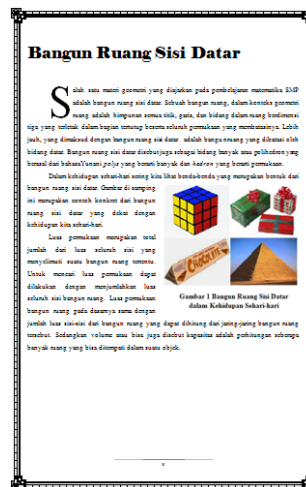 Bangun Ruang Sisi Datar
Salah satu materi geometri yang diajarkan pada pembelajaran matematika SMP
adalah bangun ruang sisi datar. Sebuah bangun ruang, dalam konteks geometri
ruang adalah himpunan semua titik, garis, dan bidang dalam ruang berdimensi
tiga yang terletak dalam bagian tertutup beserta seluruh permukaan yang membatasinya. Lebih
jauh, yang dimaksud dengan bangun ruang sisi datar adalah bangun ruang yang dibatasi oleh
bidang datar. Bangun ruang sisi datar disebut juga sebagai bidang banyak atau polihedron yang
berasal dari bahasa Yunani poly yang berarti banyak dan hedron yang berarti permukaan.
Dalam kehidupan sehari-hari sering kita lihat benda-benda yang merupakan bentuk dari
bangun ruang sisi datar. Gambar di samping
ini merupakan contoh konkret dari bangun
ruang sisi datar yang dekat dengan
kehidupan kita sehari-hari.
Luas permukaan merupakan total
jumlah dari luas seluruh sisi yang
menyelimuti suatu bangun ruang tertentu.
Untuk mencari luas permukaan dapat
dilakukan dengan menjumlahkan luas
seluruh sisi bangun ruang. Luas permukaan
bangun ruang pada dasarnya sama dengan
jumlah luas sisi-sisi dari bangun ruang yang dapat dihitung dari jaring-jaring bangun ruang
tersebut. Sedangkan volume atau bisa juga disebut kapasitas adalah perhitungan seberapa
banyak ruang yang bisa ditempati dalam suatu objek.
CHOCOLATE
Gambar 1 Bangun Ruang Sisi Datar
dalam Kehidupan Sehari-hari